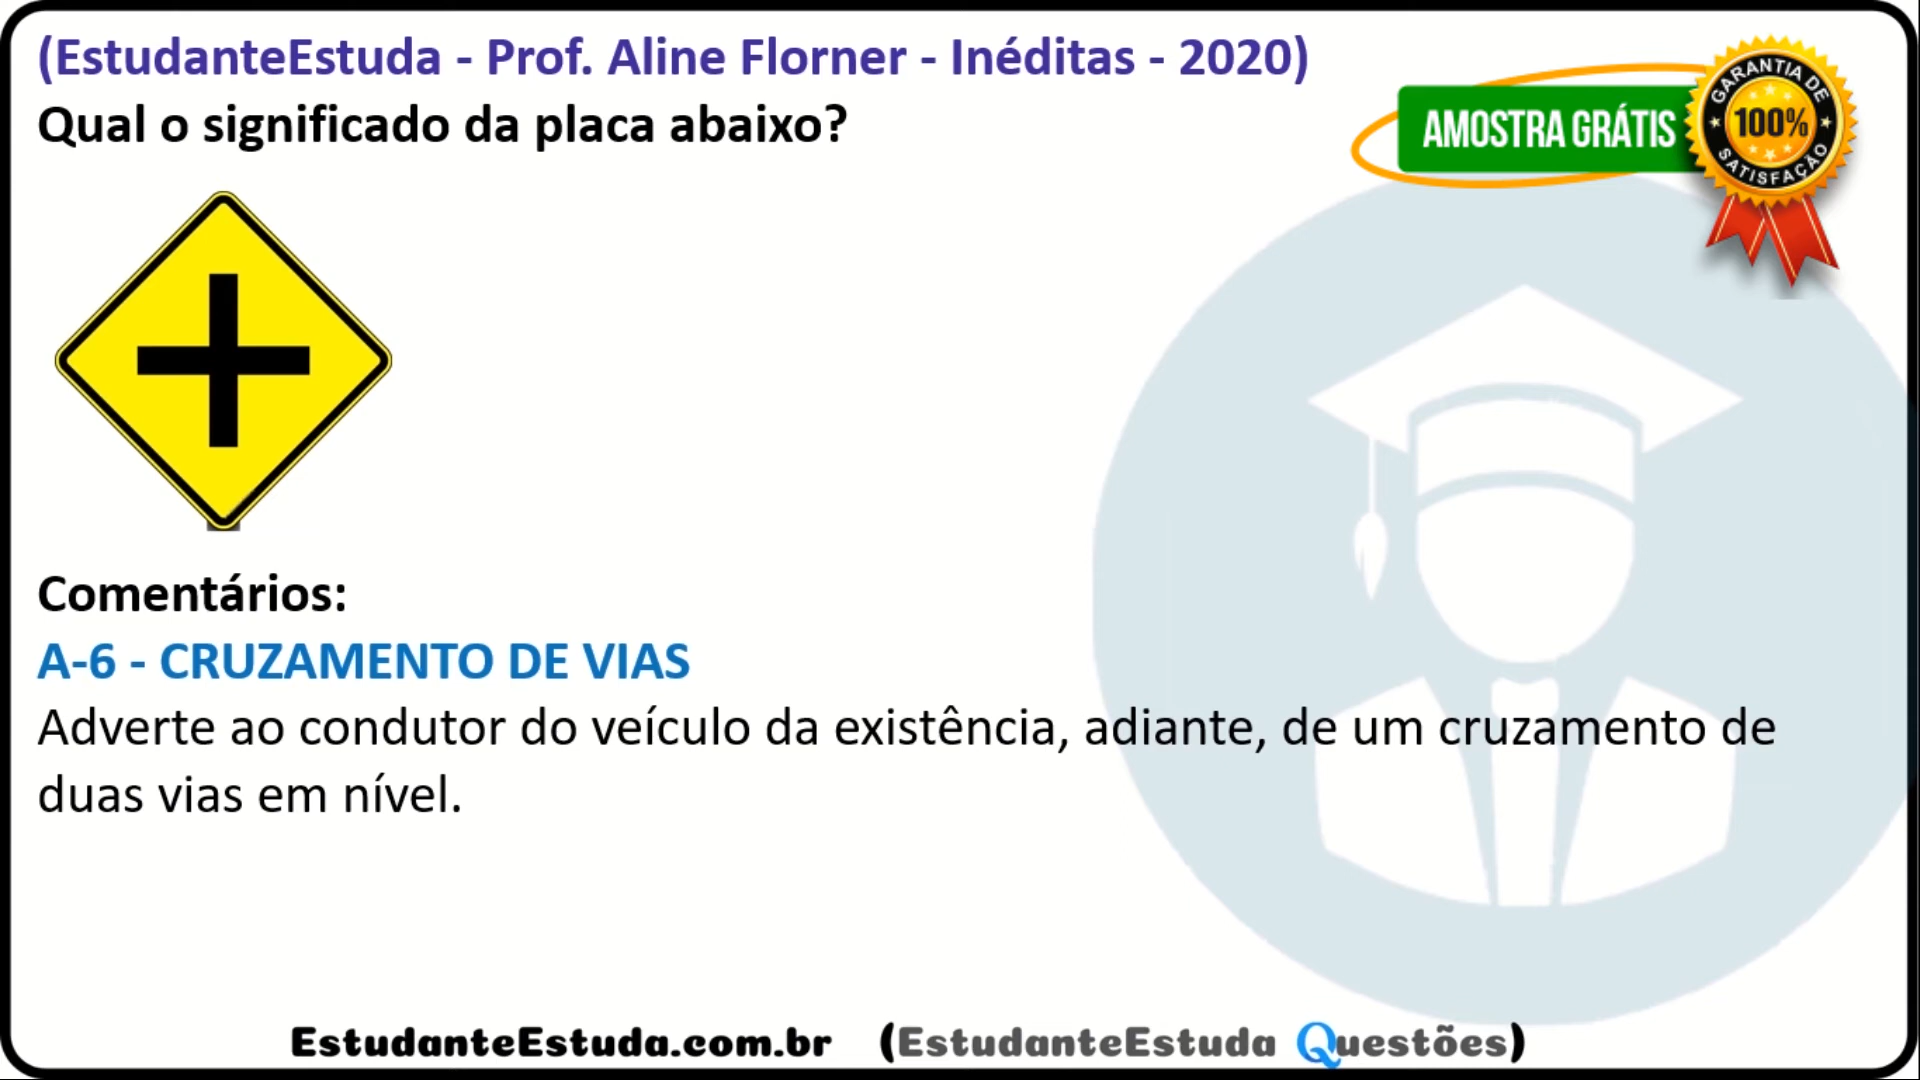 (EstudanteEstuda - Prof. Aline Florner - Inéditas - 2020)
Qual o significado da placa abaixo?
AMOSTRA GRÁTIS
GARANTIA DE
100%
SATISFAÇÃO
Comentários:
A-6 - CRUZAMENTO DE VIAS
Adverte ao condutor do veículo da existência, adiante, de um cruzamento de
duas vias em nível.
EstudanteEstuda.com.br (EstudanteEstuda Questões)